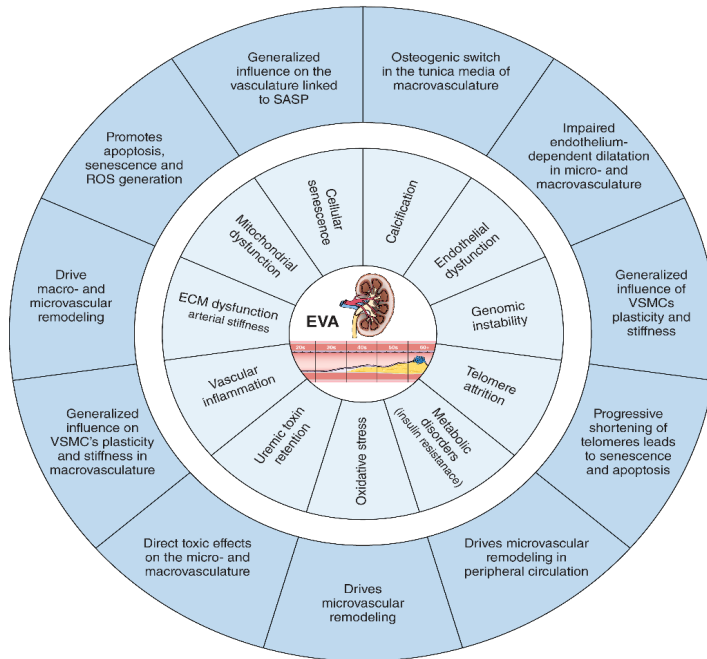 Generalized
influence on the
vasculature linked
to SASP
Osteogenic switch
in the tunica media of
macrovasculature
Impaired
endothelium-
dependent dilatation
in micro- and
macrovasculature
Generalized
influence of
VSMCs
plasticity and
stiffness
Progressive
shortening of
telomeres leads
to senescence
and apoptosis
Drives microvascular
remodeling in
peripheral circulation
Drives
microvascular
remodeling
Direct toxic effects
on the micro- and
macrovasculature
Generalized
influence on
VSMC's plasticity
and stiffness in
macrovasculature
Drive
macro- and
microvascular
remodeling
Promotes
apoptosis,
senescence and
ROS generation
Cellular
senescence
Calcification
Endothelial
dysfunction
Genomic
instability
Telomere
attrition
Metabolic
disorders
(insulin resistanace)
Oxidative stress
Uremic toxin
retention
Vascular
inflammation
ECM dysfunction
arterial stiffness
Mitochondrial
dysfunction
EVA